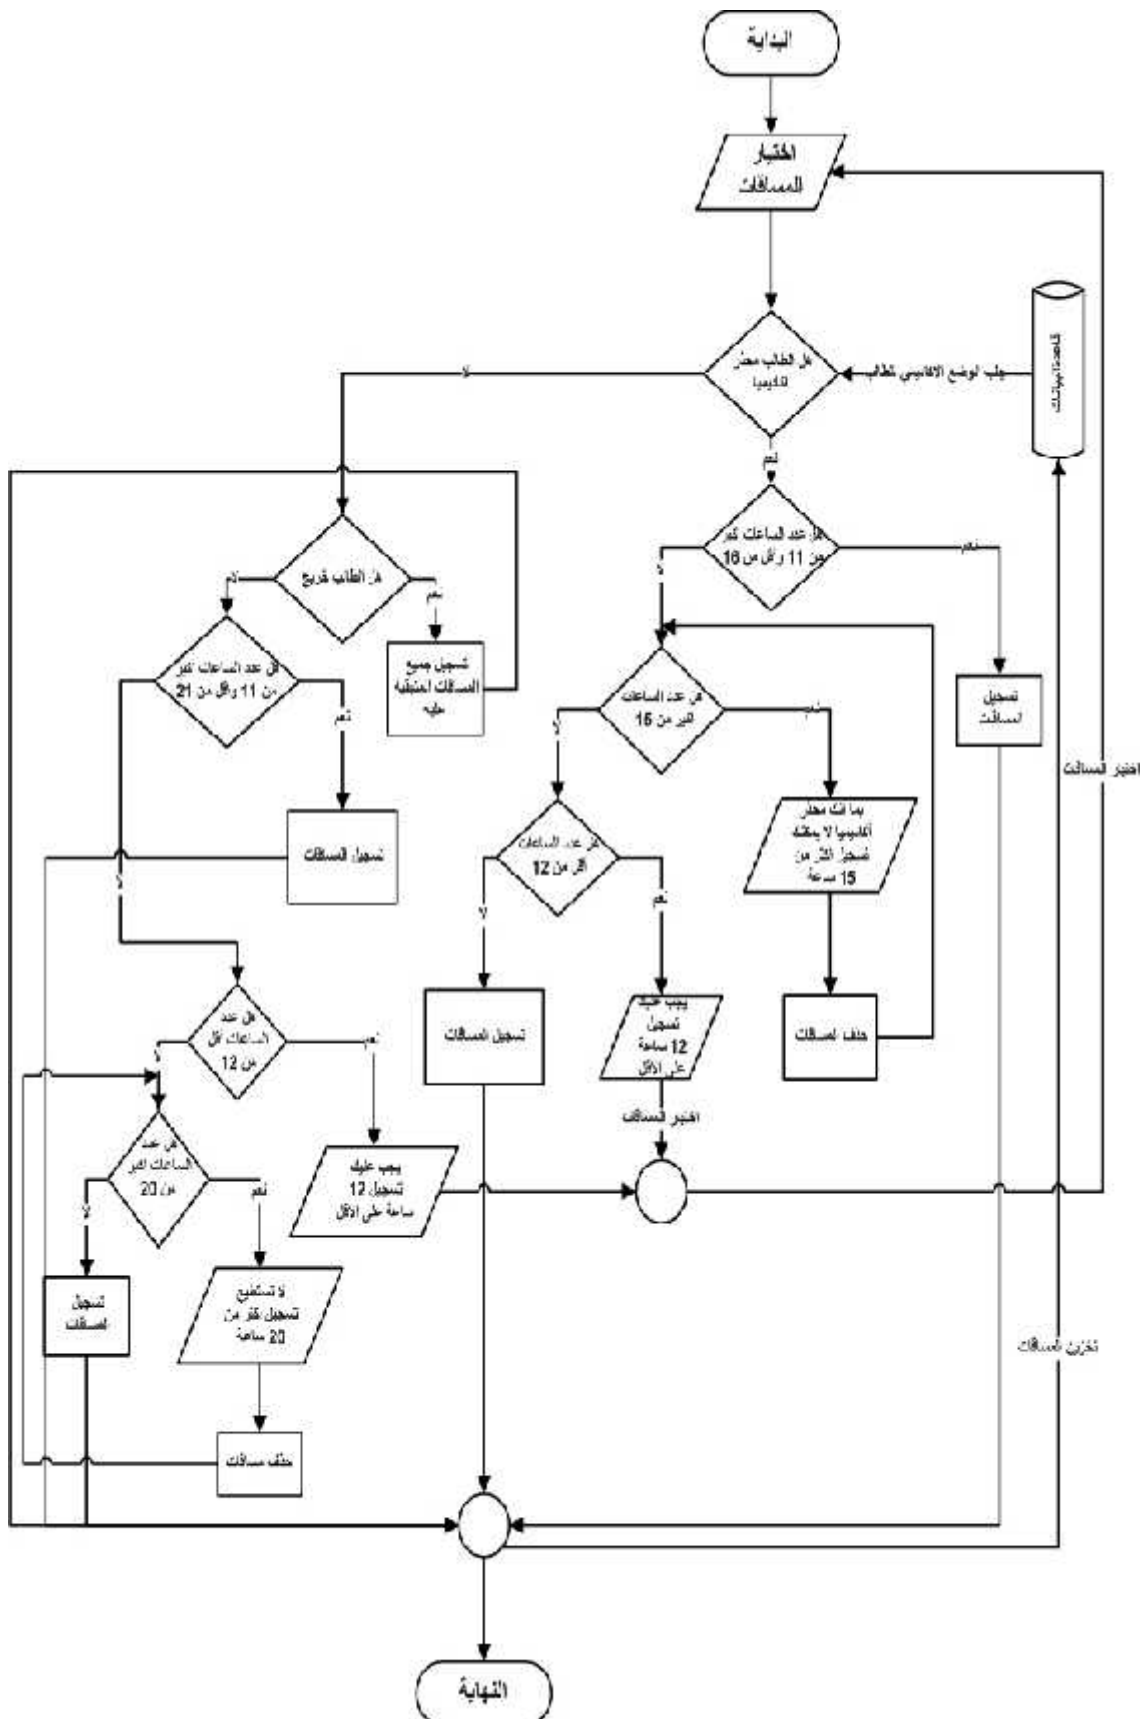 البداية
اختيار
المساقات
هل الطالب محذر
اكاديميا
جلب الوضع الاكاديمي للطالب
قاعدة البيانات
لا
نعم
هل عدد الساعات اكبر
من 11 وأقل من 16
نعم
لا
هل الطالب خريج
نعم
لا
تسجيل جميع
المساقات المتبقية
عليه
هل عدد الساعات اكبر
من 11 وأقل من 21
نعم
لا
تسجيل المساقات
هل عدد الساعات
اكبر من 15
نعم
لا
تسجيل
المساقات
اختيار المساقات
بما انك محذر
أكاديميا لا يمكنك
تسجيل اكثر من
15 ساعة
حذف المساقات
هل عدد الساعات
أقل من 12
نعم
لا
تسجيل المساقات
يجب عليك
تسجيل
12 ساعة
على الاقل
اختيار المساقات
هل عدد
الساعات أقل
من 12
نعم
لا
يجب عليك
تسجيل 12
ساعة على الاقل
هل عدد
الساعات اكبر
من 20
نعم
لا
تسجيل
المساقات
لا تستطيع
تسجيل اكثر من
20 ساعة
حذف مساقات
تخزين المساقات
النهاية